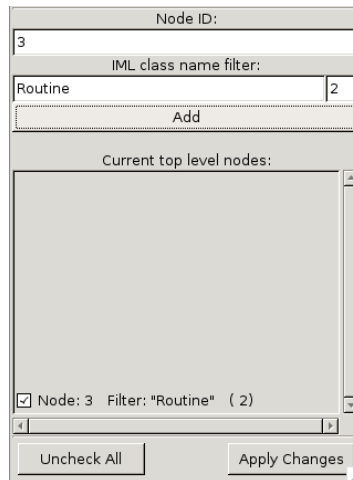 Node ID:
3
IML class name filter:
Routine 2
Add
Current top level nodes:
Node: 3 Filter: "Routine" ( 2)
Uncheck All Apply Changes